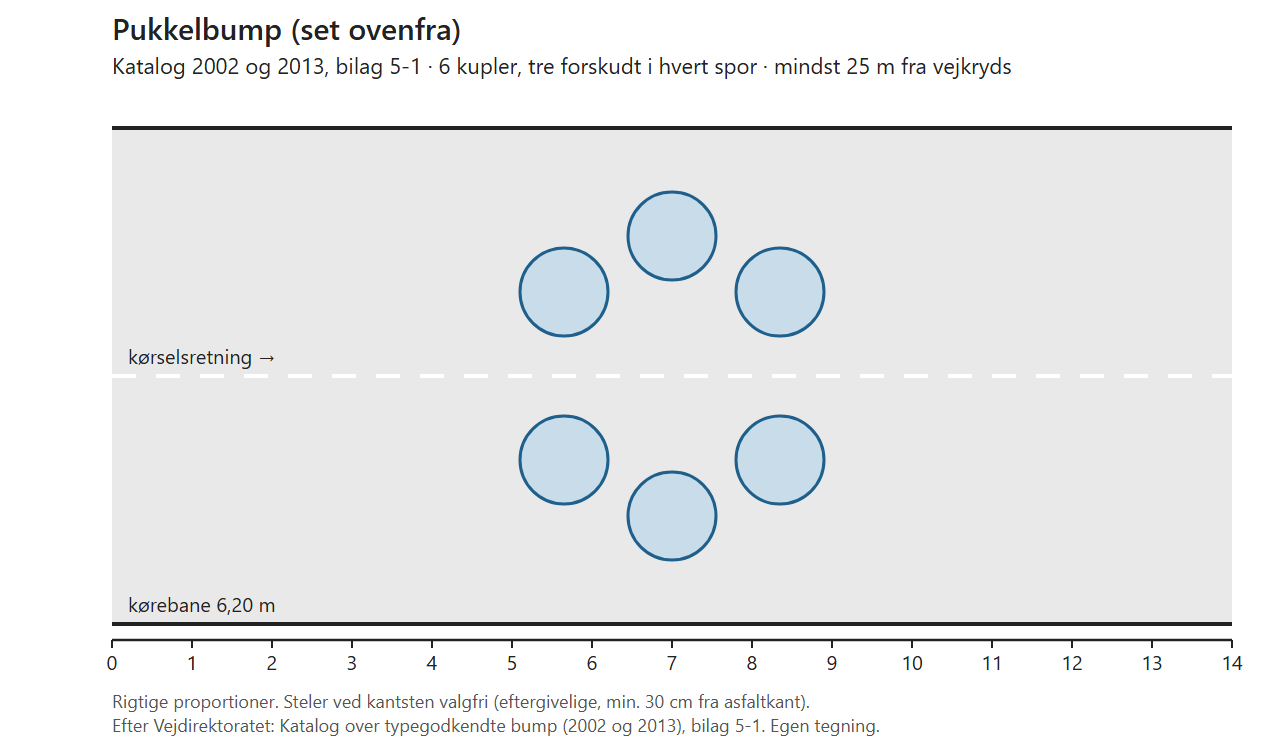 Pukkelbump (set ovenfra)
Katalog 2002 og 2013, bilag 5-1 · 6 kupler, tre forskudt i hvert spor · mindst 25 m fra vejkryds
kørselsretning →
kørebane 6,20 m
0 1 2 3 4 5 6 7 8 9 10 11 12 13 14
Rigtige proportioner. Steler ved kantsten valgfri (eftergivelige, min. 30 cm fra asfaltkant).
Efter Vejdirektoratet: Katalog over typegodkendte bump (2002 og 2013), bilag 5-1. Egen tegning.